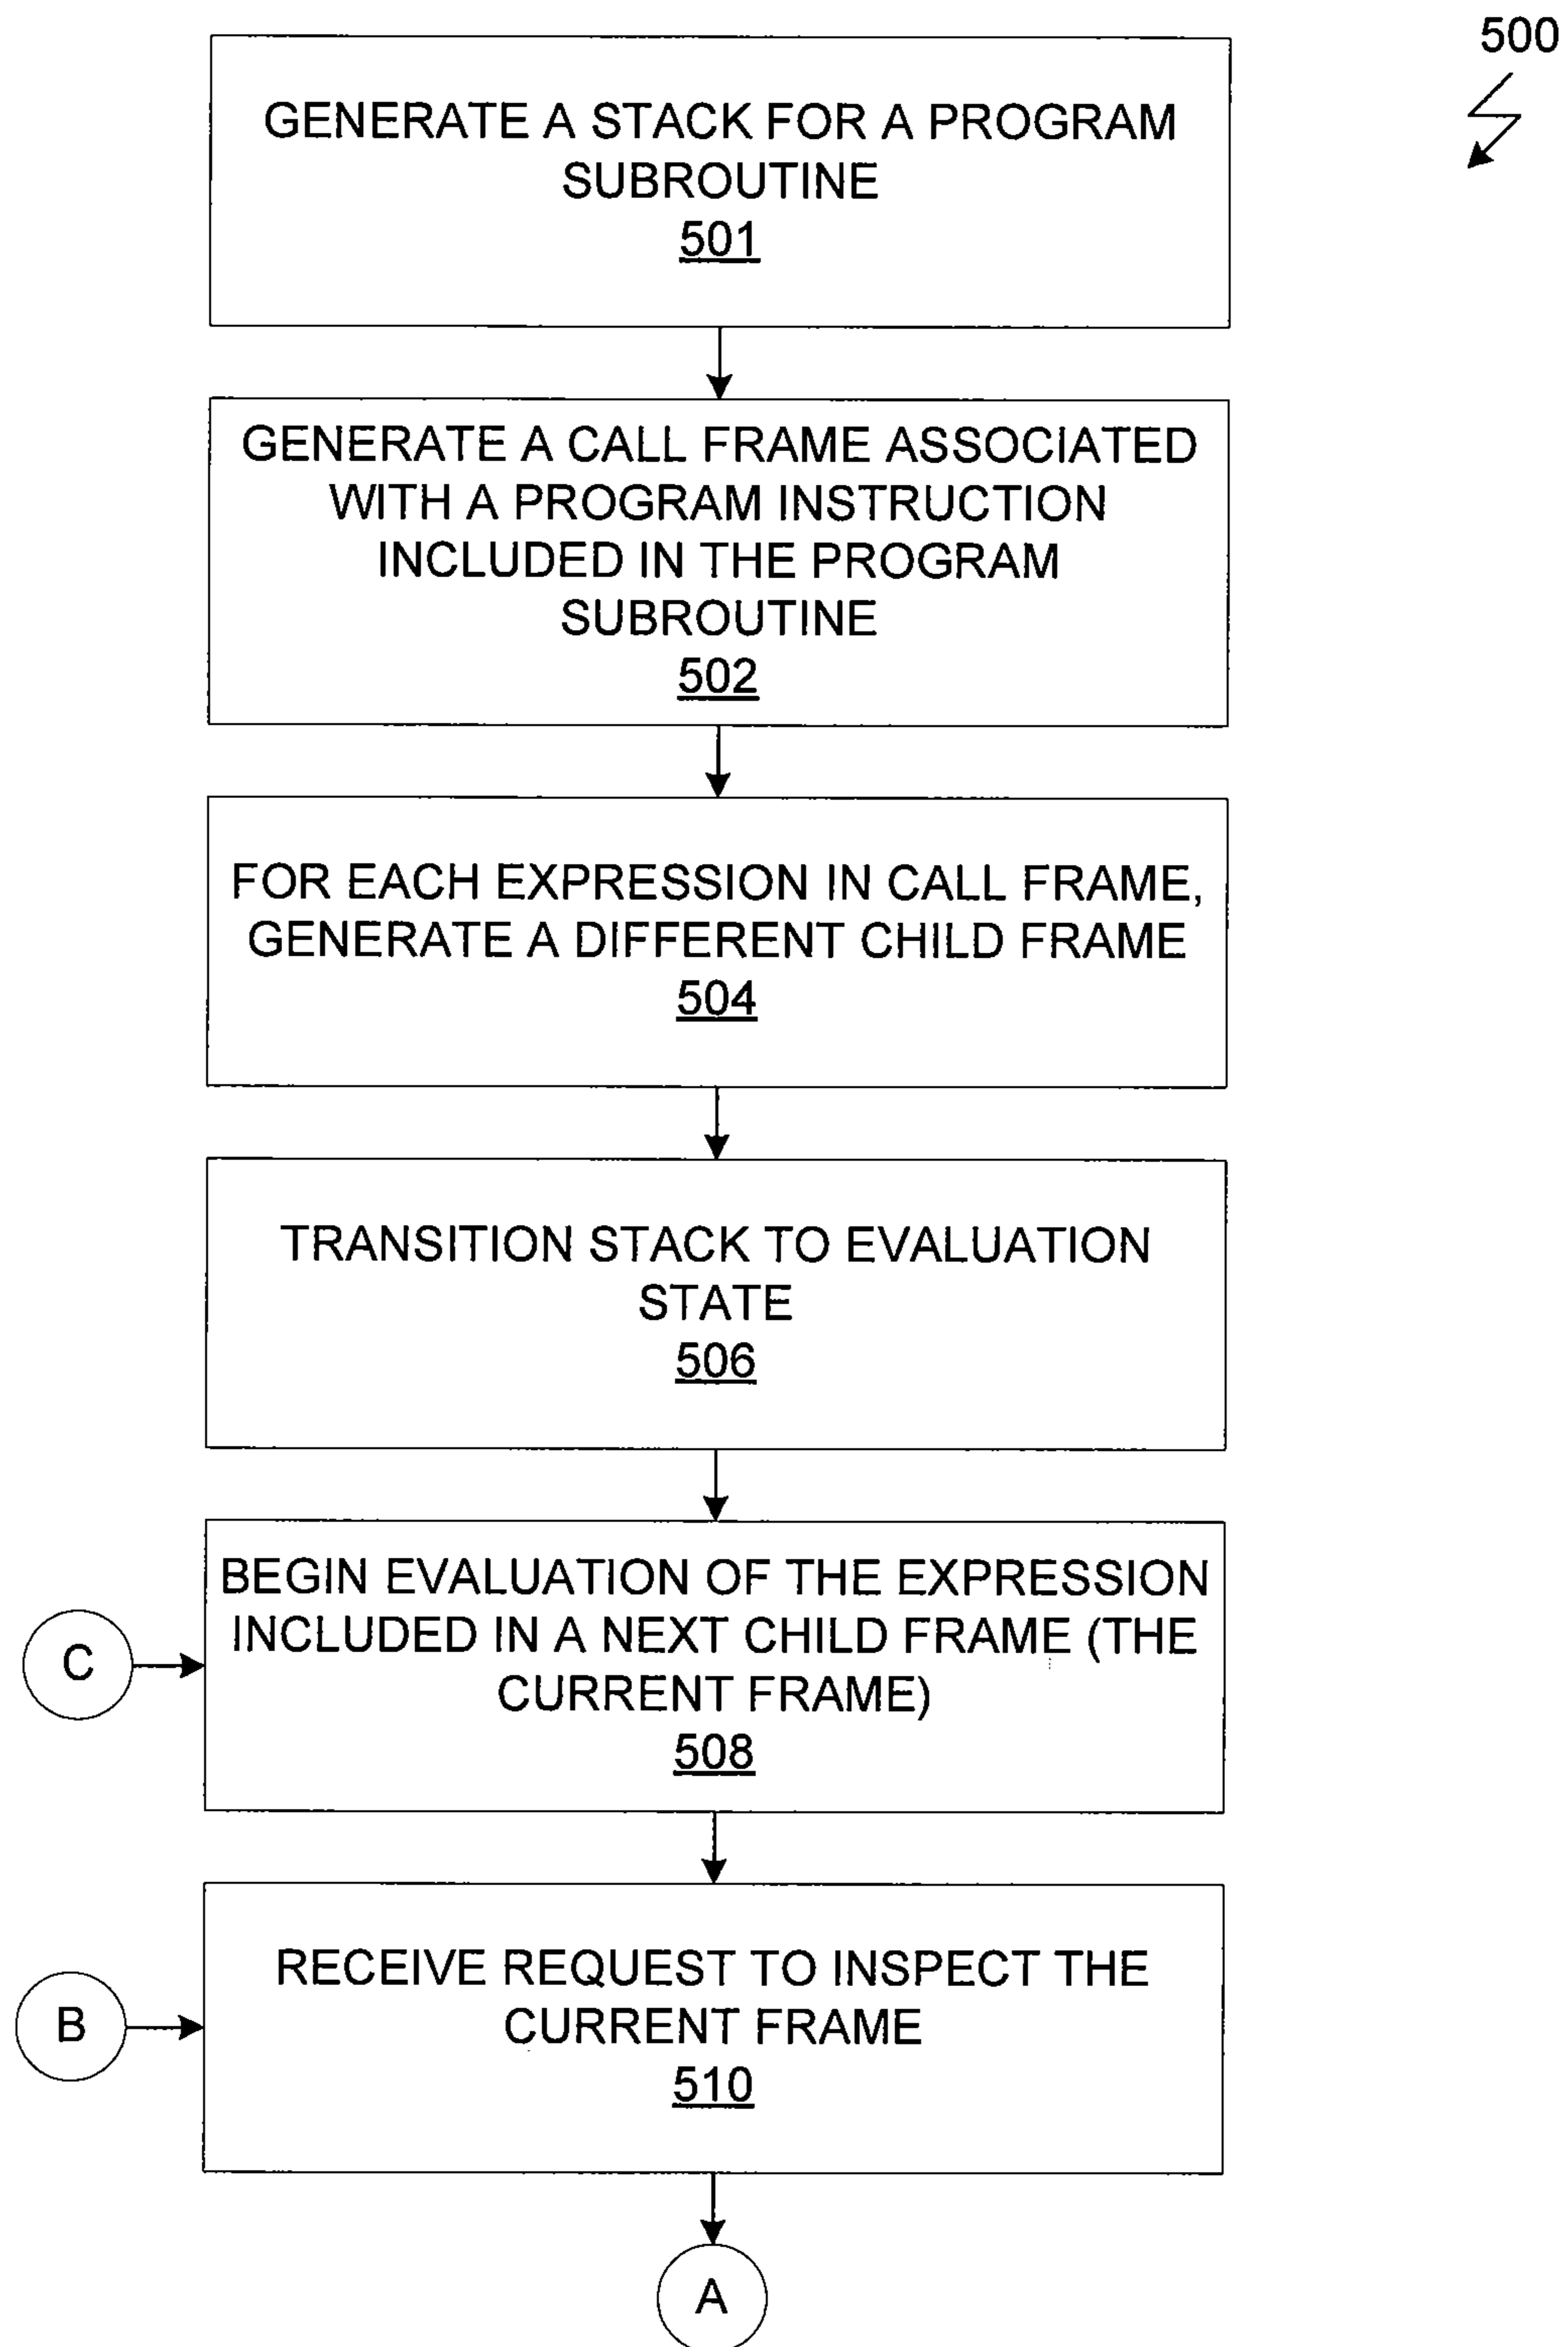 500
GENERATE A STACK FOR A PROGRAM
SUBROUTINE
501
GENERATE A CALL FRAME ASSOCIATED
WITH A PROGRAM INSTRUCTION
INCLUDED IN THE PROGRAM
SUBROUTINE
502
FOR EACH EXPRESSION IN CALL FRAME,
GENERATE A DIFFERENT CHILD FRAME
504
TRANSITION STACK TO EVALUATION
STATE
506
BEGIN EVALUATION OF THE EXPRESSION
INCLUDED IN A NEXT CHILD FRAME (THE
CURRENT FRAME)
508
C
RECEIVE REQUEST TO INSPECT THE
CURRENT FRAME
510
B
A